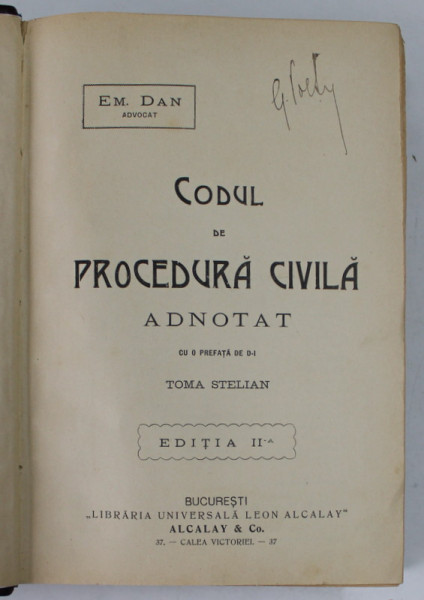 EM. DAN
ADVOCAT
CODUL
DE
PROCEDURĂ CIVILĂ
ADNOTAT
CU O PREFAȚĂ DE D-l
TOMA STELIAN
EDIȚIA II-a
BUCUREȘTI
„LIBRĂRIA UNIVERSALĂ LEON ALCALAY"
ALCALAY & Co.
37, — CALEA VICTORIEI. — 37